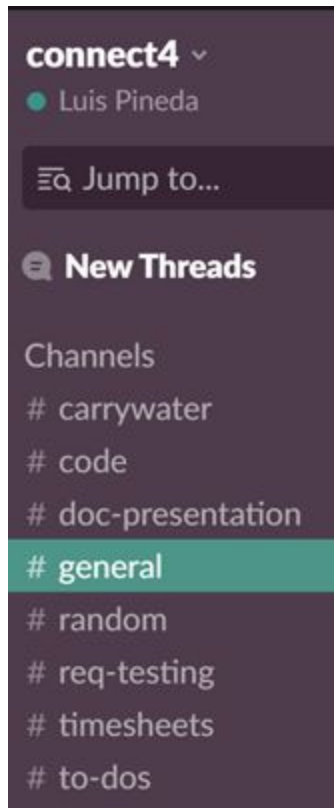 connect4
Luis Pineda
Jump to...
New Threads
Channels
# carrywater
# code
# doc-presentation
# general
# random
# req-testing
# timesheets
# to-dos